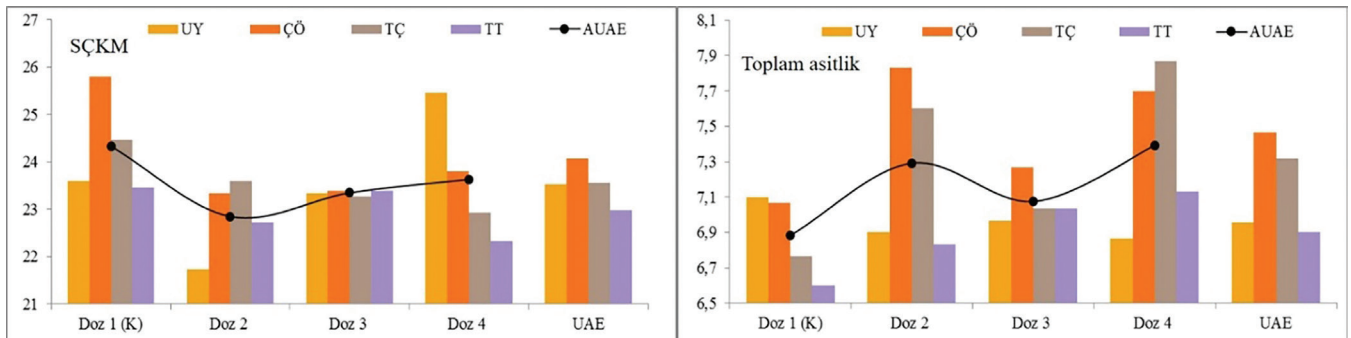 SÇKM
UY ÇÖ TÇ TT AUAE
27
26
25
24
23
22
21
Doz 1 (K) Doz 2 Doz 3 Doz 4 UAE
Toplam asitlik
UY ÇÖ TÇ TT AUAE
8,1
7,9
7,7
7,5
7,3
7,1
6,9
6,7
6,5
Doz 1 (K) Doz 2 Doz 3 Doz 4 UAE